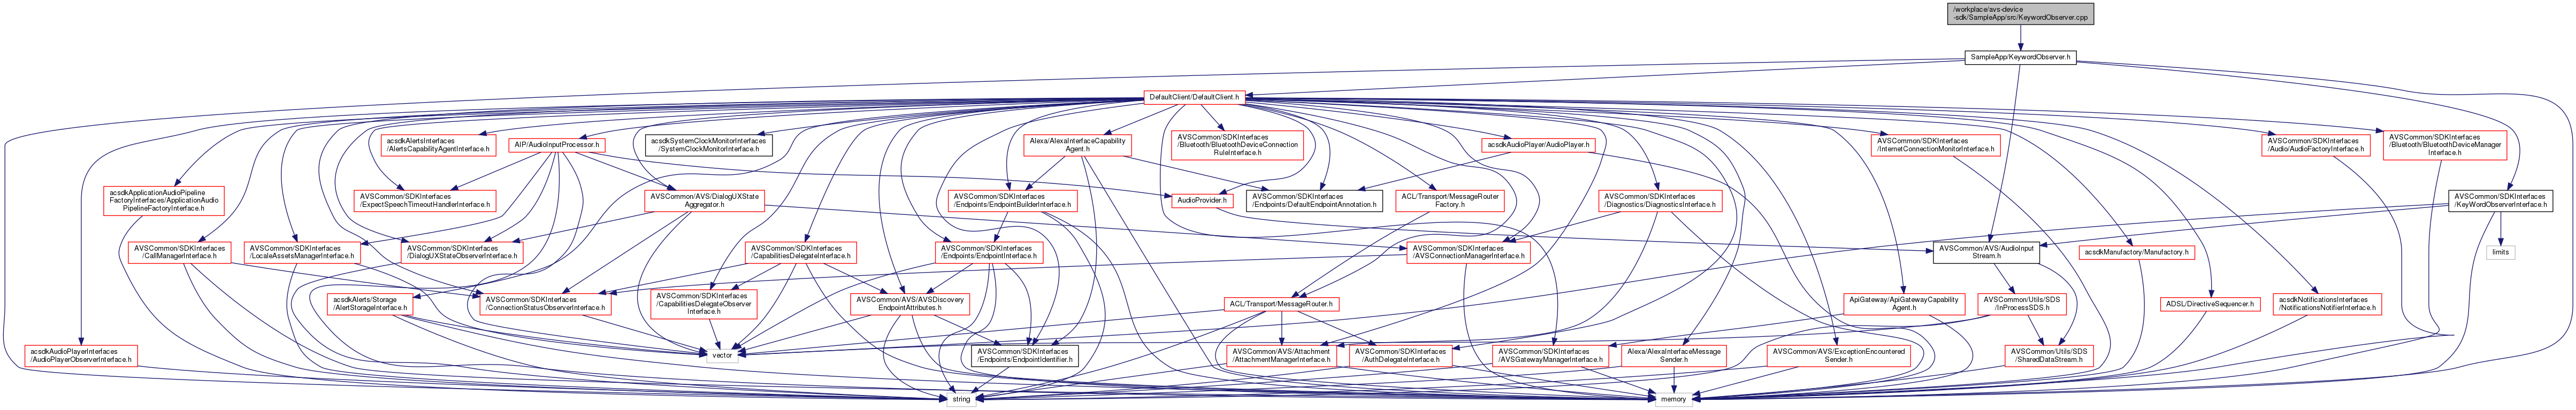 /workplace/avs-device
-sdk/SampleApp/src/KeywordObserver.cpp
SampleApp/KeywordObserver.h
DefaultClient/DefaultClient.h
acsdkAlertsInterfaces
/AlertsCapabilityAgentInterface.h
AIP/AudioInputProcessor.h
acsdkSystemClockMonitorInterfaces
/SystemClockMonitorInterface.h
Alexa/AlexaInterfaceCapability
Agent.h
AVSCommon/SDKInterfaces
/Bluetooth/BluetoothDeviceConnection
RuleInterface.h
acsdkAudioPlayer/AudioPlayer.h
AVSCommon/SDKInterfaces
/InternetConnectionMonitorInterface.h
AVSCommon/SDKInterfaces
/Audio/AudioFactoryInterface.h
AVSCommon/SDKInterfaces
/Bluetooth/BluetoothDeviceManager
Interface.h
acsdkApplicationAudioPipeline
FactoryInterfaces/ApplicationAudio
PipelineFactoryInterface.h
AVSCommon/SDKInterfaces
/ExpectSpeechTimeoutHandlerInterface.h
AVSCommon/AVS/DialogUXState
Aggregator.h
AVSCommon/SDKInterfaces
/Endpoints/EndpointBuilderInterface.h
AudioProvider.h
AVSCommon/SDKInterfaces
/Endpoints/DefaultEndpointAnnotation.h
ACL/Transport/MessageRouter
Factory.h
AVSCommon/SDKInterfaces
/Diagnostics/DiagnosticsInterface.h
AVSCommon/SDKInterfaces
/KeyWordObserverInterface.h
AVSCommon/SDKInterfaces
/CallManagerInterface.h
AVSCommon/SDKInterfaces
/LocaleAssetsManagerInterface.h
AVSCommon/SDKInterfaces
/DialogUXStateObserverInterface.h
AVSCommon/SDKInterfaces
/CapabilitiesDelegateInterface.h
AVSCommon/SDKInterfaces
/Endpoints/EndpointInterface.h
AVSCommon/SDKInterfaces
/AVSConnectionManagerInterface.h
AVSCommon/AVS/AudioInput
Stream.h
acsdkManufactory/Manufactory.h
limits
acsdkAlerts/Storage
/AlertStorageInterface.h
AVSCommon/SDKInterfaces
/ConnectionStatusObserverInterface.h
AVSCommon/SDKInterfaces
/CapabilitiesDelegateObserver
Interface.h
AVSCommon/AVS/AVSDiscovery
EndpointAttributes.h
ACL/Transport/MessageRouter.h
ApiGateway/ApiGatewayCapability
Agent.h
AVSCommon/Utils/SDS
/InProcessSDS.h
ADSL/DirectiveSequencer.h
acsdkNotificationsInterfaces
/NotificationsNotifierInterface.h
acsdkAudioPlayerInterfaces
/AudioPlayerObserverInterface.h
vector
AVSCommon/SDKInterfaces
/Endpoints/EndpointIdentifier.h
AVSCommon/AVS/Attachment
/AttachmentManagerInterface.h
AVSCommon/SDKInterfaces
/AuthDelegateInterface.h
AVSCommon/SDKInterfaces
/AVSGatewayManagerInterface.h
Alexa/AlexaInterfaceMessage
Sender.h
AVSCommon/AVS/ExceptionEncountered
Sender.h
AVSCommon/Utils/SDS
/SharedDataStream.h
string
memory